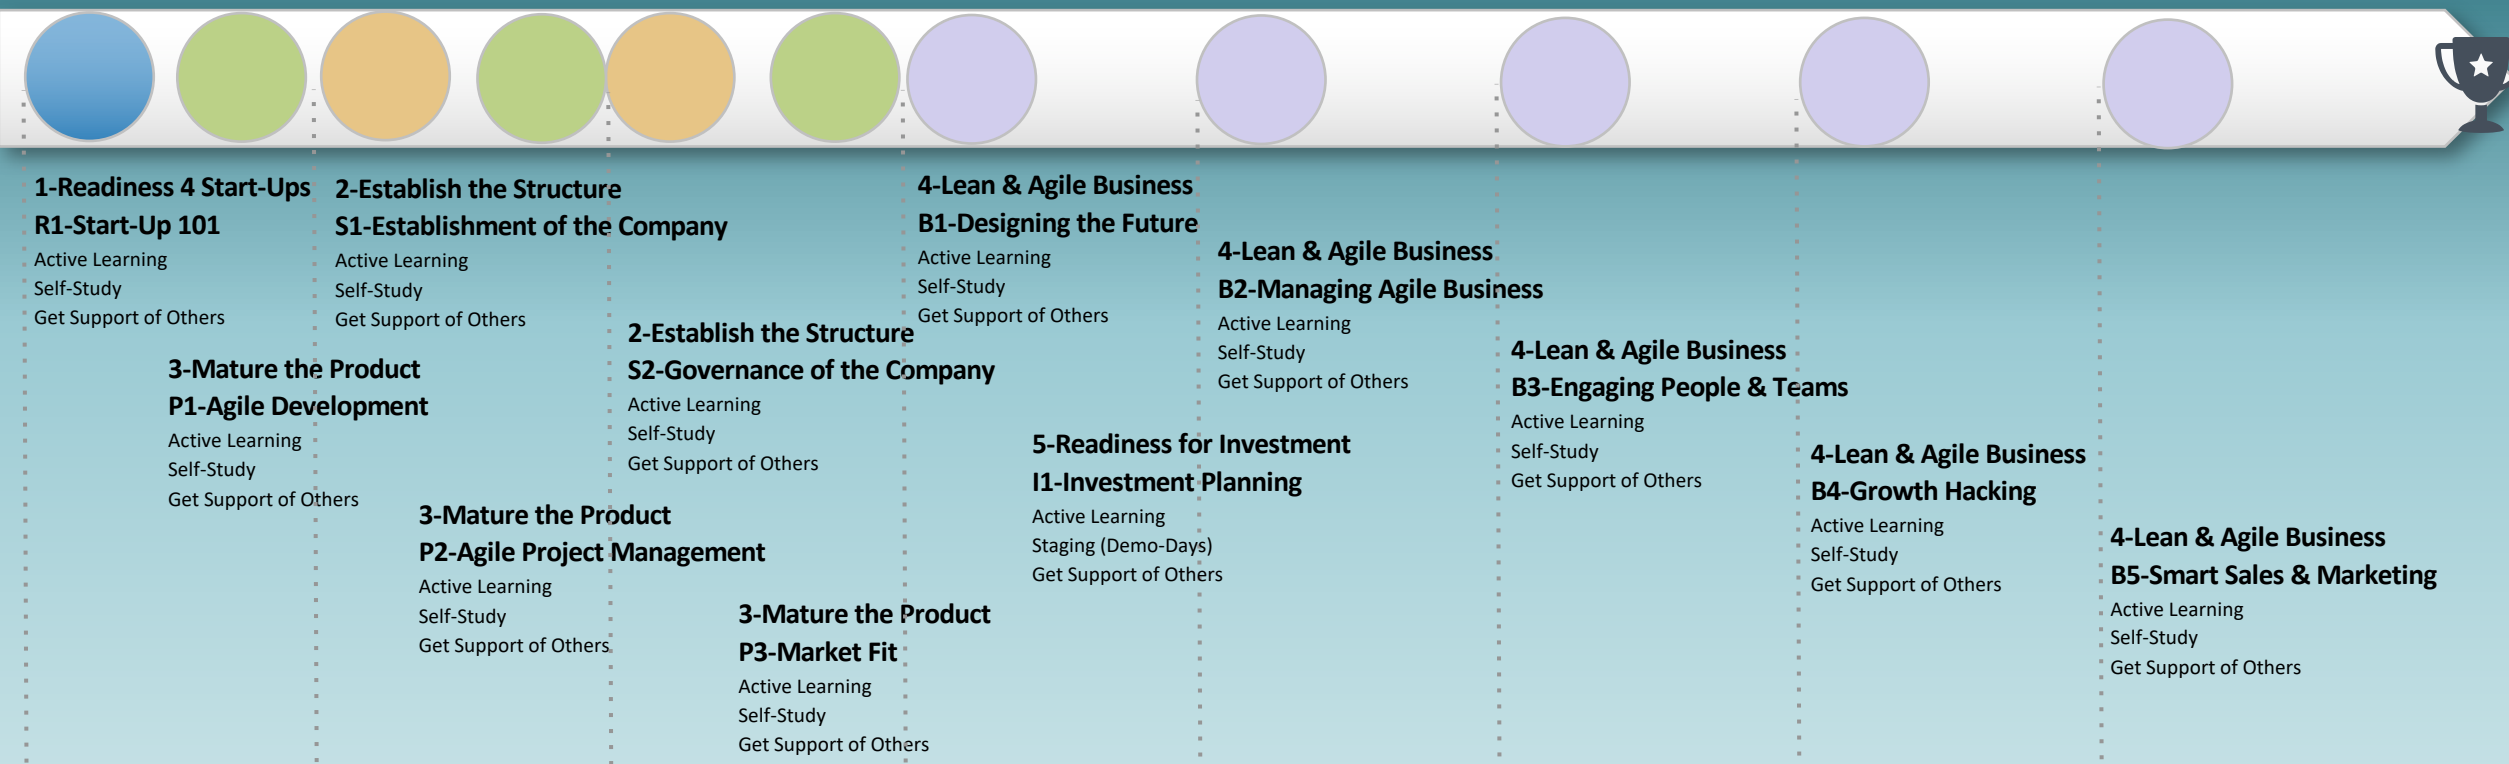 1-Readiness 4 Start-Ups
R1-Start-Up 101
Active Learning
Self-Study
Get Support of Others
3-Mature the Product
P1-Agile Development
Active Learning
Self-Study
Get Support of Others
2-Establish the Structure
S1-Establishment of the Company
Active Learning
Self-Study
Get Support of Others
3-Mature the Product
P2-Agile Project Management
Active Learning
Self-Study
Get Support of Others
2-Establish the Structure
S2-Governance of the Company
Active Learning
Self-Study
Get Support of Others
3-Mature the Product
P3-Market Fit
Active Learning
Self-Study
Get Support of Others
4-Lean & Agile Business
B1-Designing the Future
Active Learning
Self-Study
Get Support of Others
5-Readiness for Investment
I1-Investment Planning
Active Learning
Staging (Demo-Days)
Get Support of Others
4-Lean & Agile Business
B2-Managing Agile Business
Active Learning
Self-Study
Get Support of Others
4-Lean & Agile Business
B3-Engaging People & Teams
Active Learning
Self-Study
Get Support of Others
4-Lean & Agile Business
B4-Growth Hacking
Active Learning
Self-Study
Get Support of Others
4-Lean & Agile Business
B5-Smart Sales & Marketing
Active Learning
Self-Study
Get Support of Others